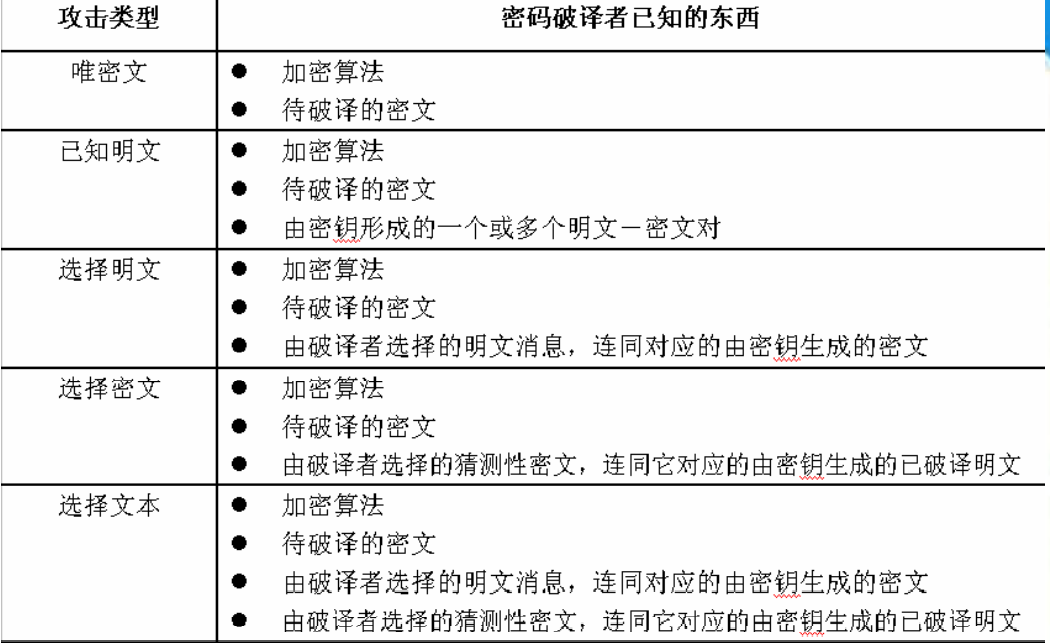 攻击类型 密码破译者已知的东西
唯密文 ● 加密算法
● 待破译的密文
已知明文 ● 加密算法
● 待破译的密文
● 由密钥形成的一个或多个明文－密文对
选择明文 ● 加密算法
● 待破译的密文
● 由破译者选择的明文消息，连同对应的由密钥生成的密文
选择密文 ● 加密算法
● 待破译的密文
● 由破译者选择的猜测性密文，连同它对应的由密钥生成的已破译明文
选择文本 ● 加密算法
● 待破译的密文
● 由破译者选择的明文消息，连同对应的由密钥生成的密文
● 由破译者选择的猜测性密文，连同它对应的由密钥生成的已破译明文